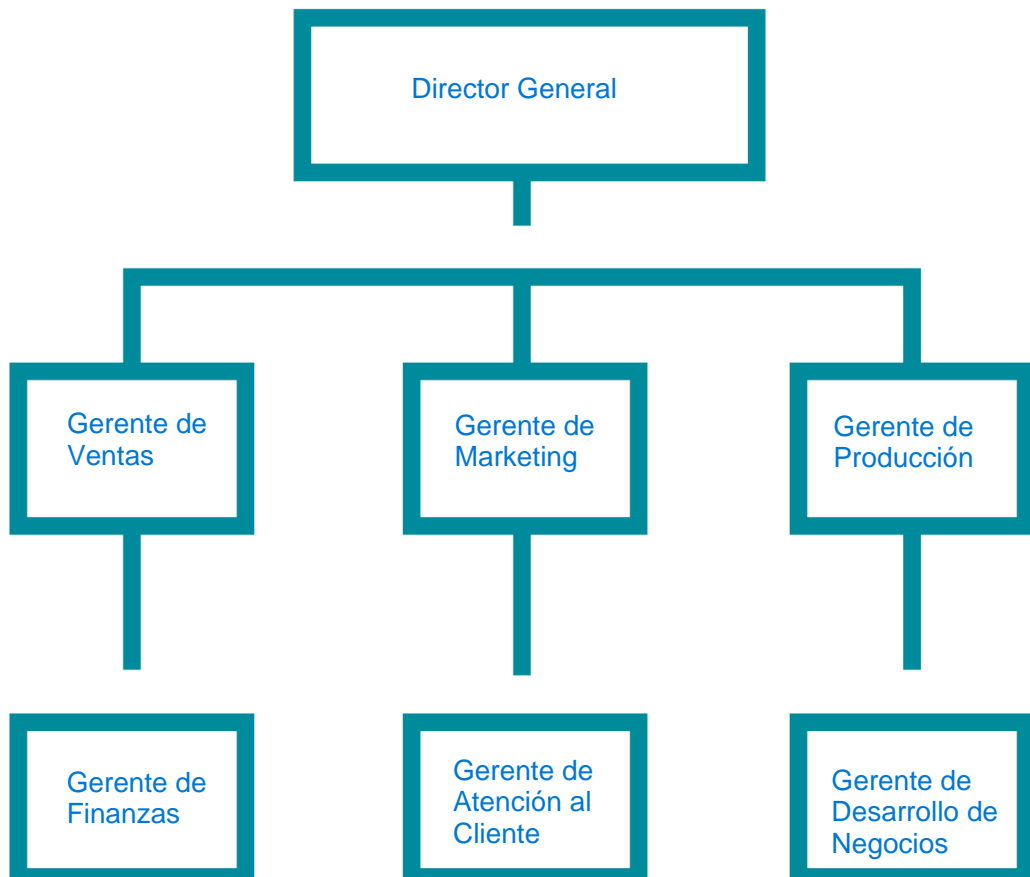 Director General
Gerente de
Ventas
Gerente de
Marketing
Gerente de
Producción
Gerente de
Finanzas
Gerente de
Atención al
Cliente
Gerente de
Desarrollo de
Negocios